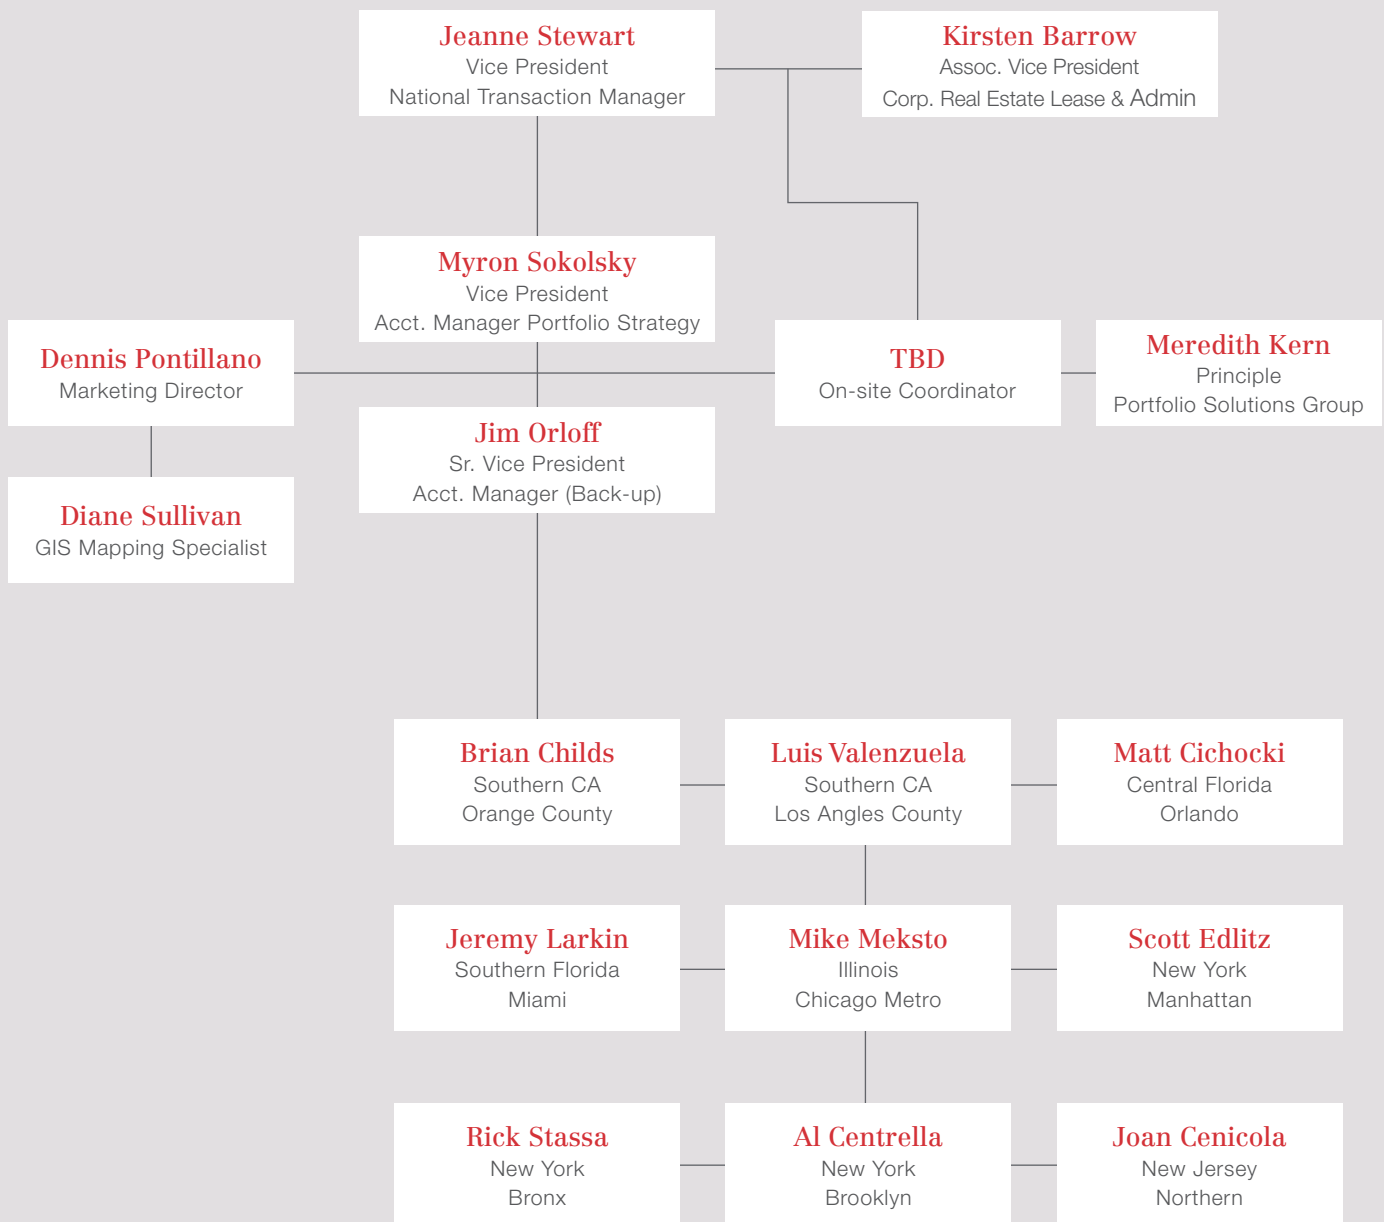 Jeanne Stewart
Vice President
National Transaction Manager
Kirsten Barrow
Assoc. Vice President
Corp. Real Estate Lease & Admin
Myron Sokolsky
Vice President
Acct. Manager Portfolio Strategy
Dennis Pontillano
Marketing Director
TBD
On-site Coordinator
Meredith Kern
Principle
Portfolio Solutions Group
Jim Orloff
Sr. Vice President
Acct. Manager (Back-up)
Diane Sullivan
GIS Mapping Specialist
Brian Childs
Southern CA
Orange County
Luis Valenzuela
Southern CA
Los Angles County
Matt Cichocki
Central Florida
Orlando
Jeremy Larkin
Southern Florida
Miami
Mike Meksto
Illinois
Chicago Metro
Scott Edlitz
New York
Manhattan
Rick Stassa
New York
Bronx
Al Centrella
New York
Brooklyn
Joan Cenicola
New Jersey
Northern